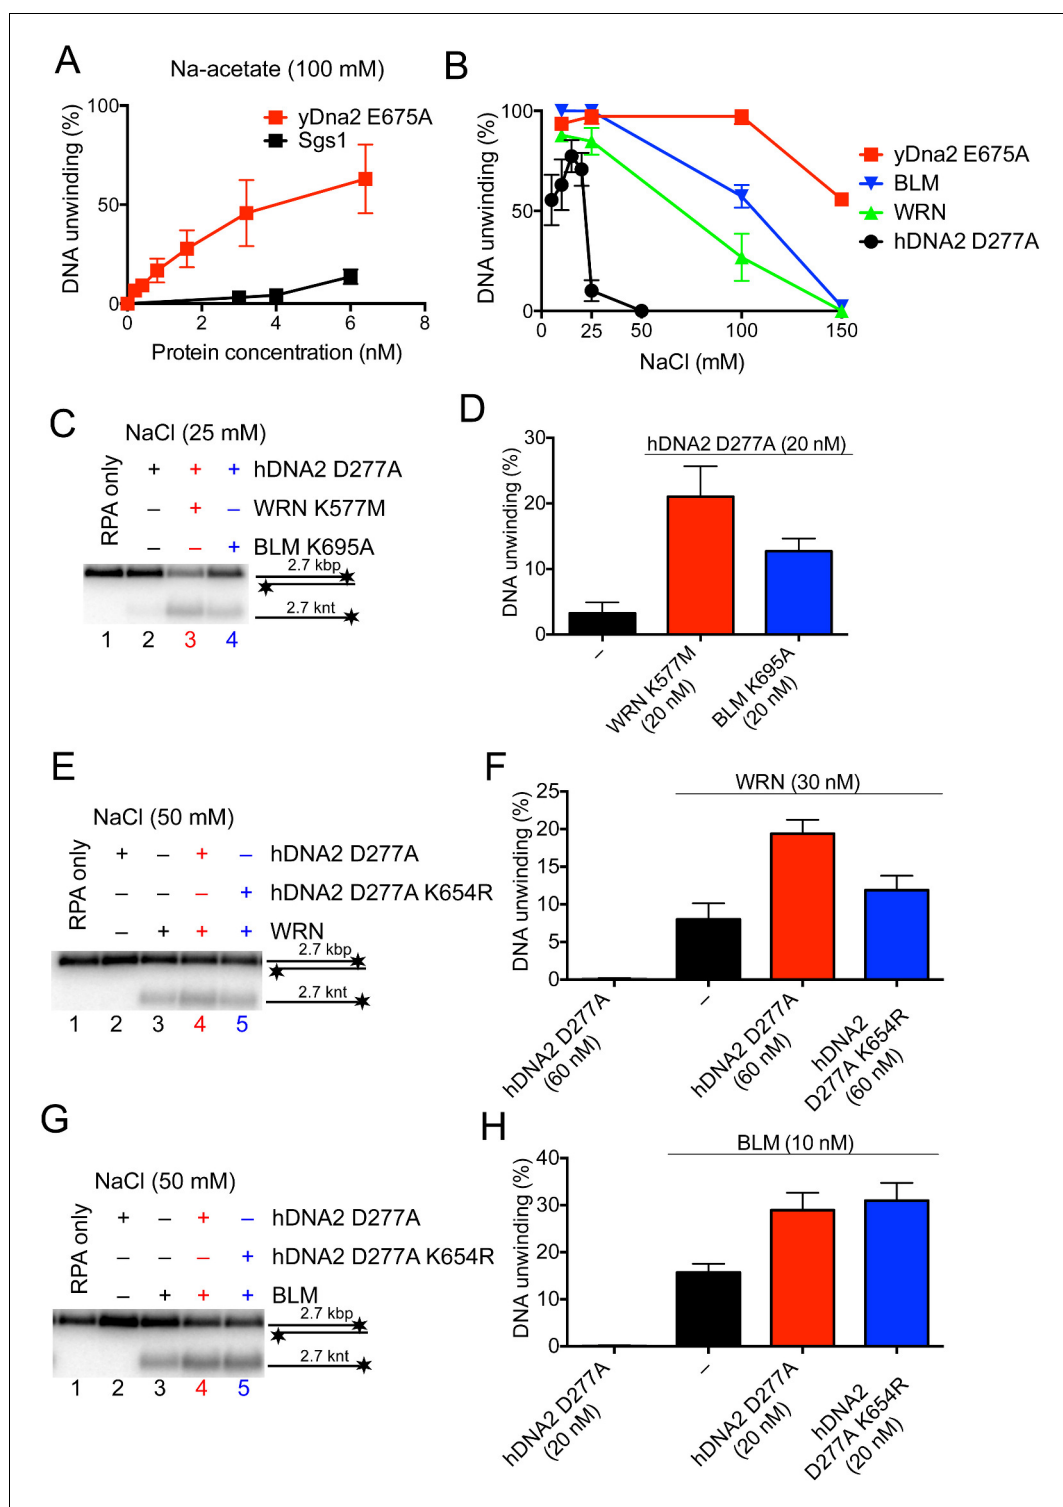 A
Na-acetate (100 mM)
DNA unwinding (%)
100
50
0
0 2 4 6 8
Protein concentration (nM)
yDna2 E675A
Sgs1
B
DNA unwinding (%)
100
50
0
0 25 50 100 150
NaCl (mM)
yDna2 E675A
BLM
WRN
hDNA2 D277A
C
NaCl (25 mM)
RPA only
+ + + hDNA2 D277A
– + – WRN K577M
– – + BLM K695A
2.7 kbp
2.7 knt
1 2 3 4
D
DNA unwinding (%)
30
20
10
0
hDNA2 D277A (20 nM)
–
WRN K577M
(20 nM)
BLM K695A
(20 nM)
E
NaCl (50 mM)
RPA only
+ – + – hDNA2 D277A
– – – + hDNA2 D277A K654R
– + + + WRN
2.7 kbp
2.7 knt
1 2 3 4 5
F
DNA unwinding (%)
25
20
15
10
5
0
WRN (30 nM)
hDNA2 D277A
(60 nM)
–
hDNA2 D277A
(60 nM)
hDNA2
D277A K654R
(60 nM)
G
NaCl (50 mM)
RPA only
+ – + – hDNA2 D277A
– – – + hDNA2 D277A K654R
– + + + BLM
2.7 kbp
2.7 knt
1 2 3 4 5
H
DNA unwinding (%)
40
30
20
10
0
BLM (10 nM)
hDNA2 D277A
(20 nM)
–
hDNA2 D277A
(20 nM)
hDNA2
D277A K654R
(20 nM)